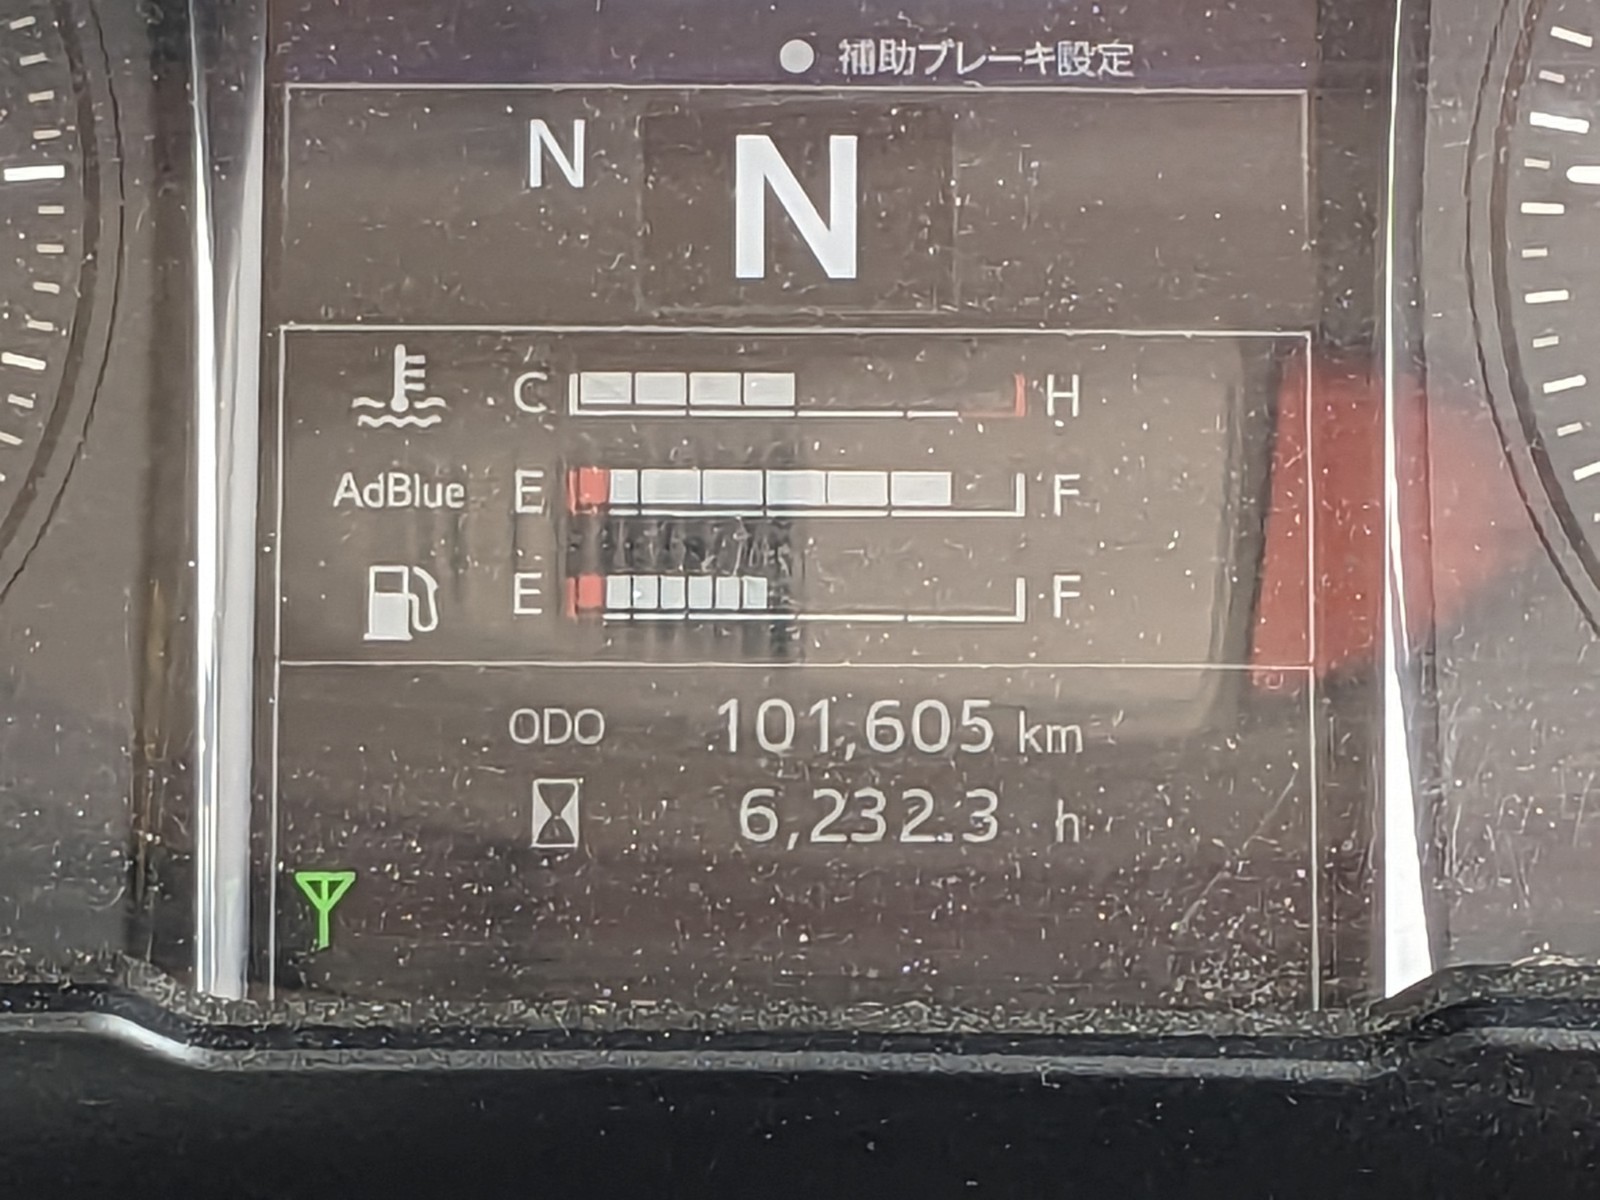 補助ブレーキ設定
N N
C H
AdBlue E F
E F
ODO 101,605 km
6,232.3 h